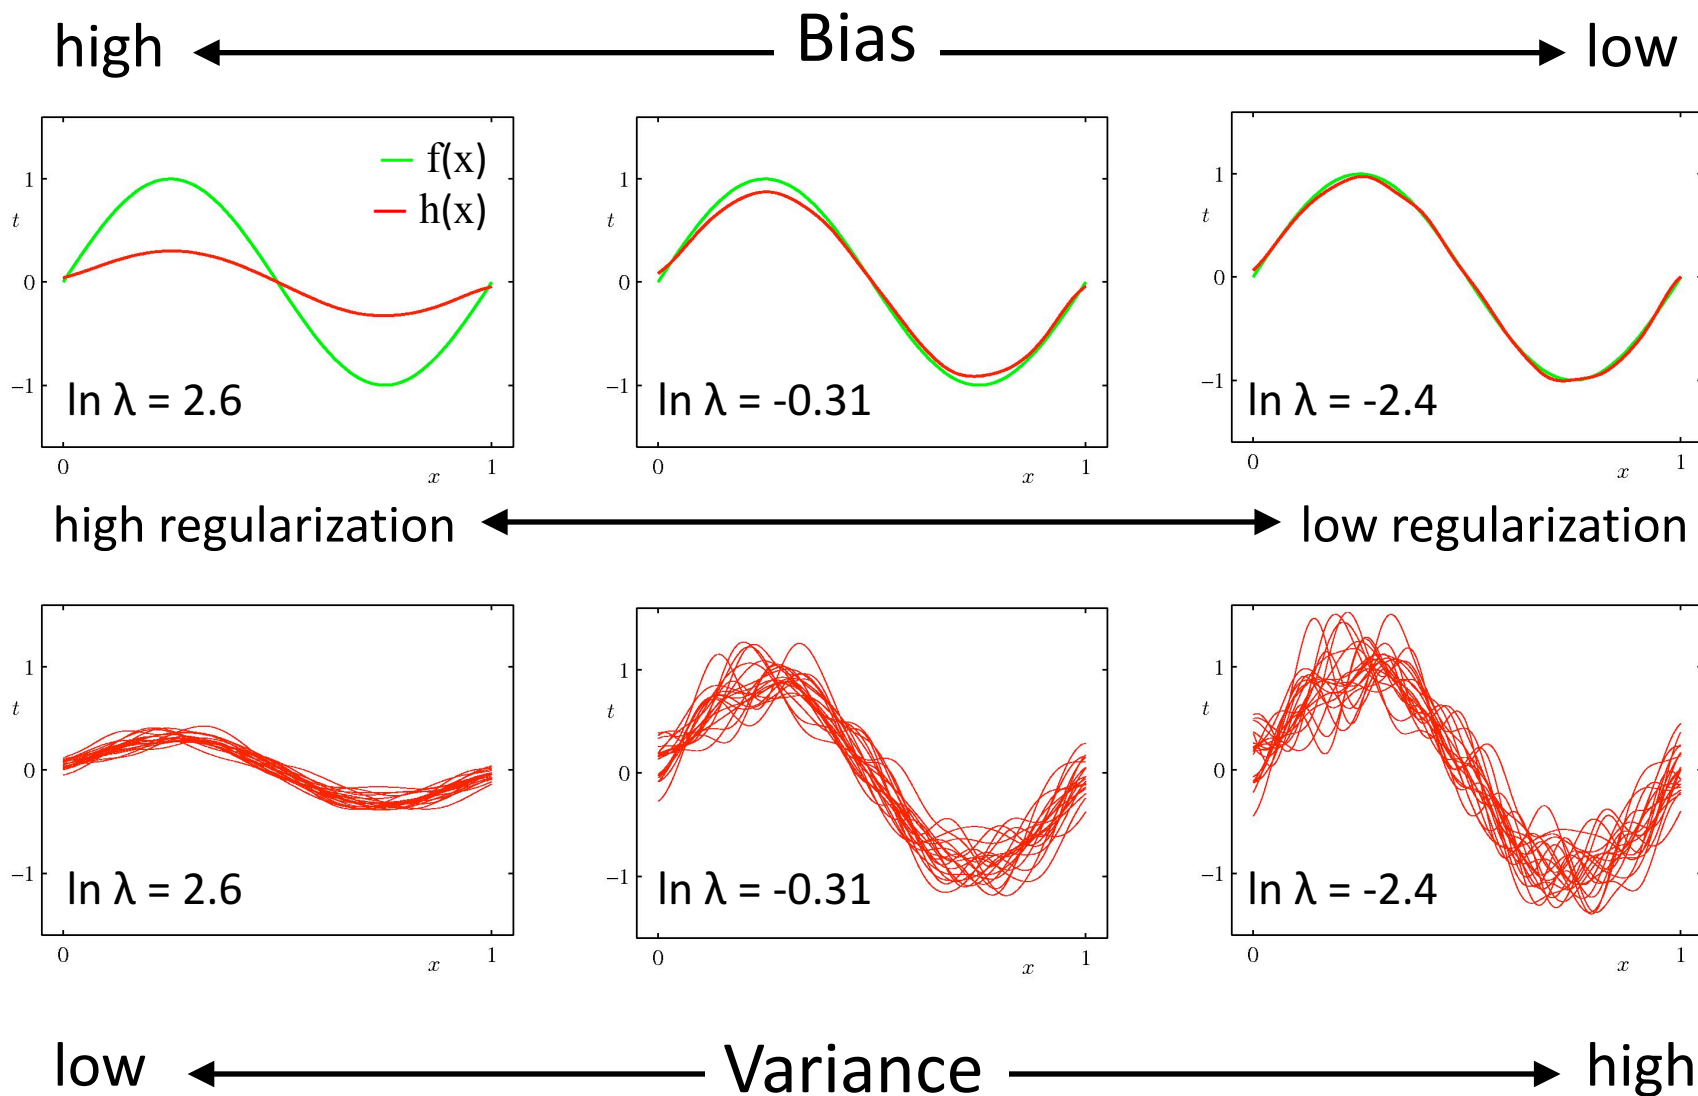 high Bias low
f(x)
h(x)
1
t
0
−1
ln λ = 2.6
0 x 1
1
t
0
−1
ln λ = -0.31
0 x 1
1
t
0
−1
ln λ = -2.4
0 x 1
high regularization low regularization
1
t
0
−1
ln λ = 2.6
0 x 1
1
t
0
−1
ln λ = -0.31
0 x 1
1
t
0
−1
ln λ = -2.4
0 x 1
low Variance high